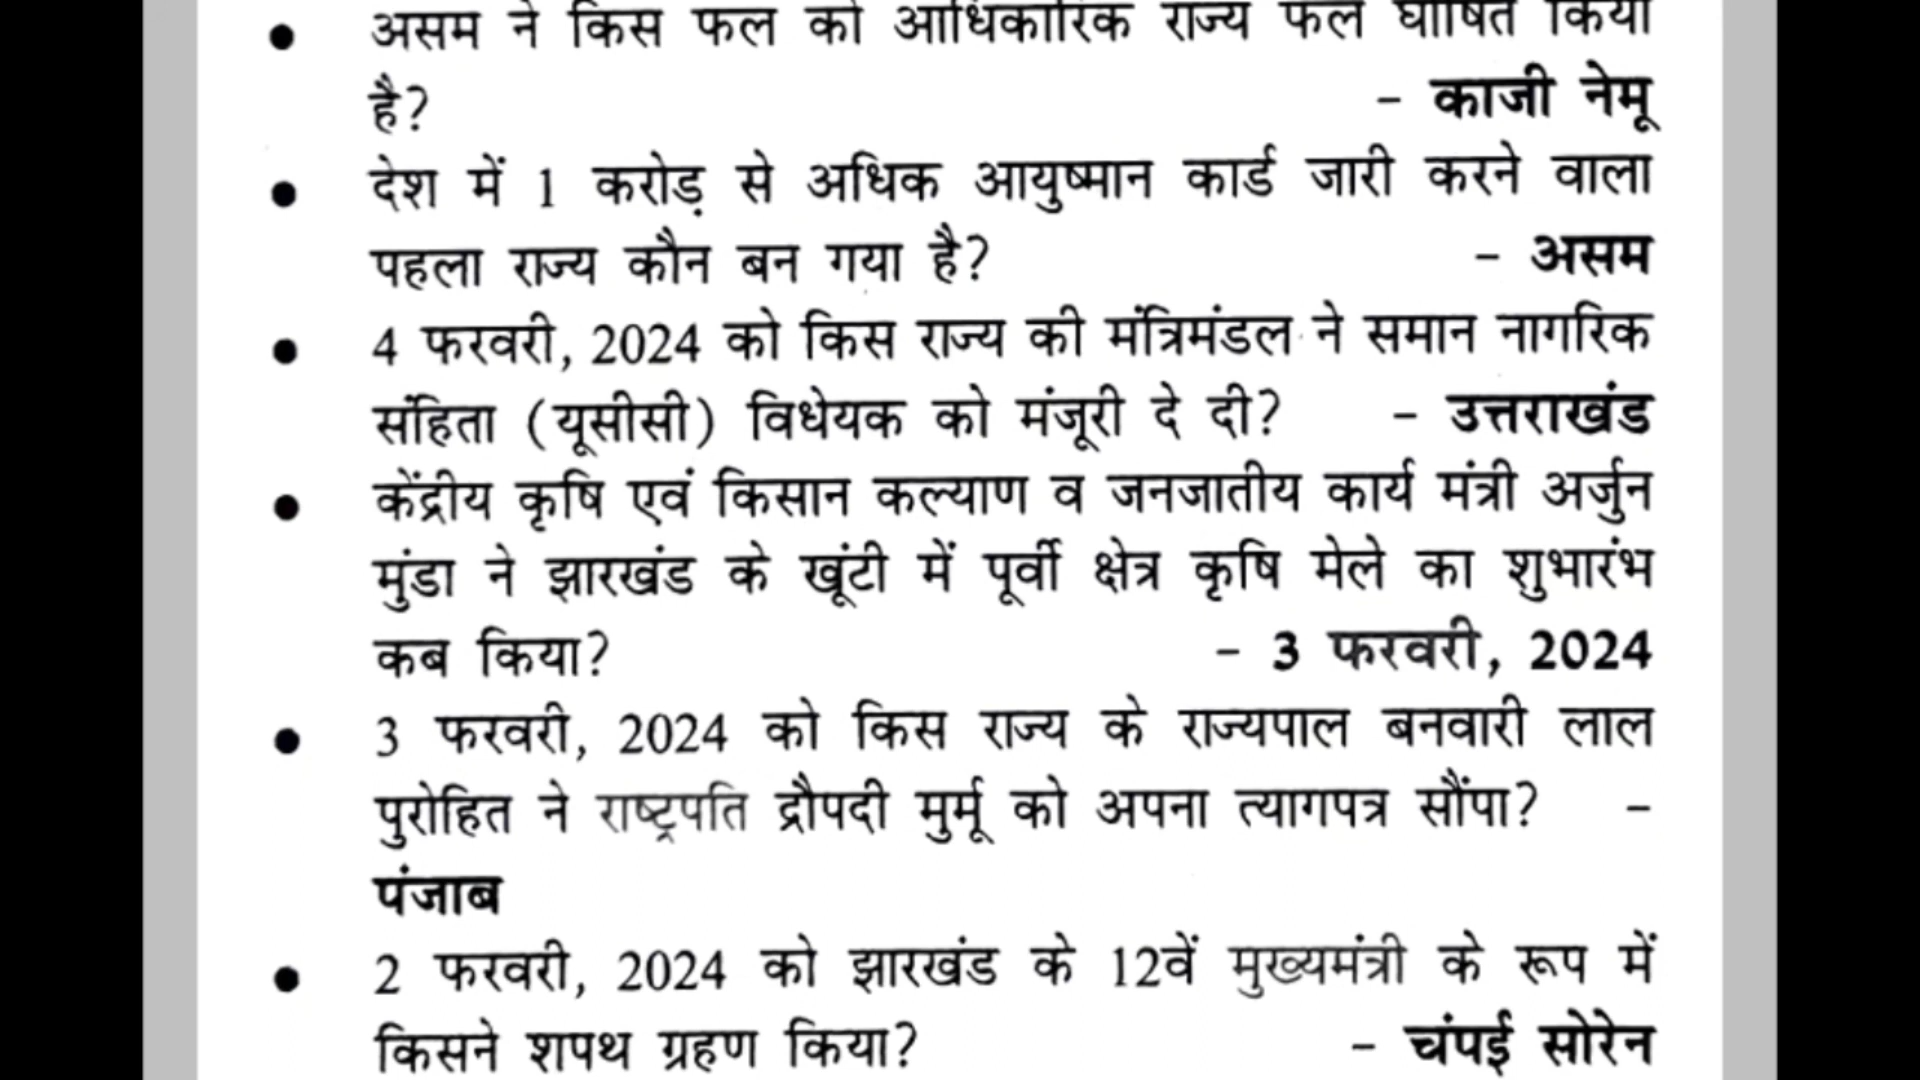 • असम ने किस फल को आधिकारिक राज्य फल घोषित किया
है? - काजी नेमू
• देश में 1 करोड़ से अधिक आयुष्मान कार्ड जारी करने वाला
पहला राज्य कौन बन गया है? - असम
• 4 फरवरी, 2024 को किस राज्य की मंत्रिमंडल ने समान नागरिक
संहिता (यूसीसी) विधेयक को मंजूरी दे दी? - उत्तराखंड
• केंद्रीय कृषि एवं किसान कल्याण व जनजातीय कार्य मंत्री अर्जुन
मुंडा ने झारखंड के खूंटी में पूर्वी क्षेत्र कृषि मेले का शुभारंभ
कब किया? - 3 फरवरी, 2024
• 3 फरवरी, 2024 को किस राज्य के राज्यपाल बनवारी लाल
पुरोहित ने राष्ट्रपति द्रौपदी मुर्मू को अपना त्यागपत्र सौंपा? -
पंजाब
• 2 फरवरी, 2024 को झारखंड के 12वें मुख्यमंत्री के रूप में
किसने शपथ ग्रहण किया? - चंपई सोरेन